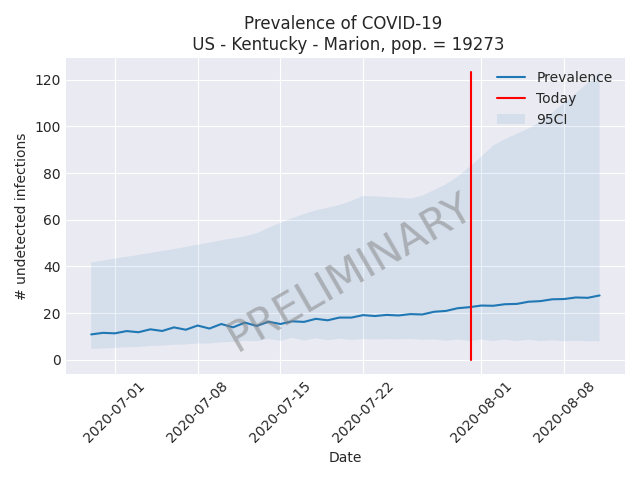 Prevalence of COVID-19
US - Kentucky - Marion, pop. = 19273
Prevalence
Today
95CI
PRELIMINARY
# undetected infections
120
100
80
60
40
20
0
2020-07-01
2020-07-08
2020-07-15
2020-07-22
2020-08-01
2020-08-08
Date